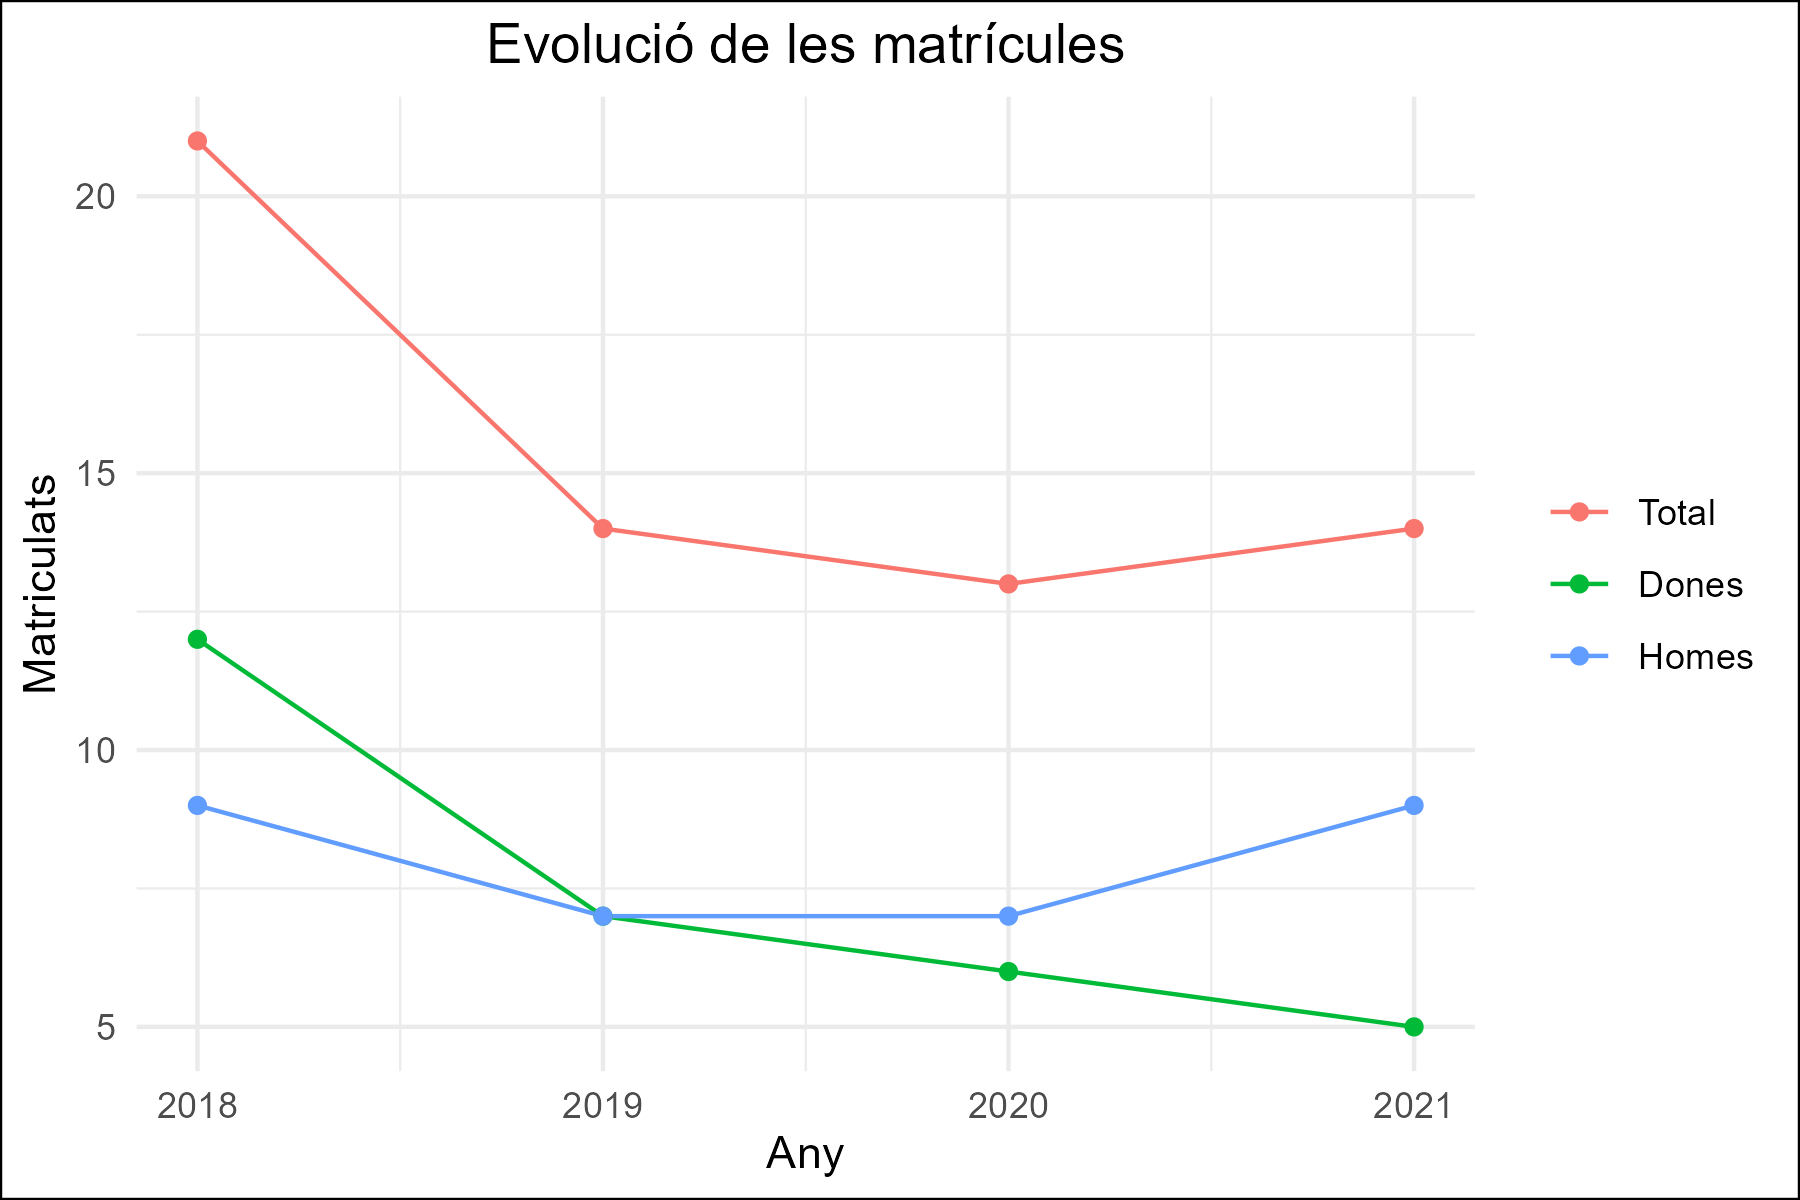 Evolució de les matrícules
Matriculats
20
15
10
5
2018
2019
2020
2021
Any
Total
Dones
Homes